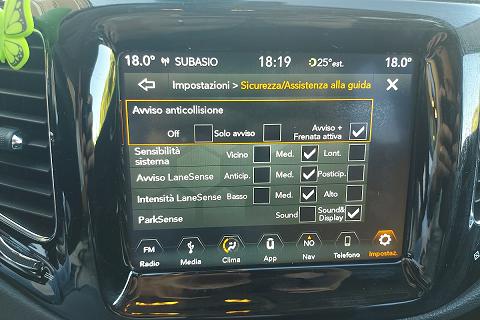 18.0° SUBASIO 18:19 25°est. 18.0°
Impostazioni > Sicurezza/Assistenza alla guida
Avviso anticollisione
Off Solo avviso Avviso + Frenata attiva
Sensibilità sistema Vicino Med. Lont.
Avviso LaneSense Anticip. Med. Posticip.
Intensità LaneSense Basso Med. Alto
ParkSense Sound Sound& Display
FM NO
Radio Media Clima App Nav Telefono Impostaz.